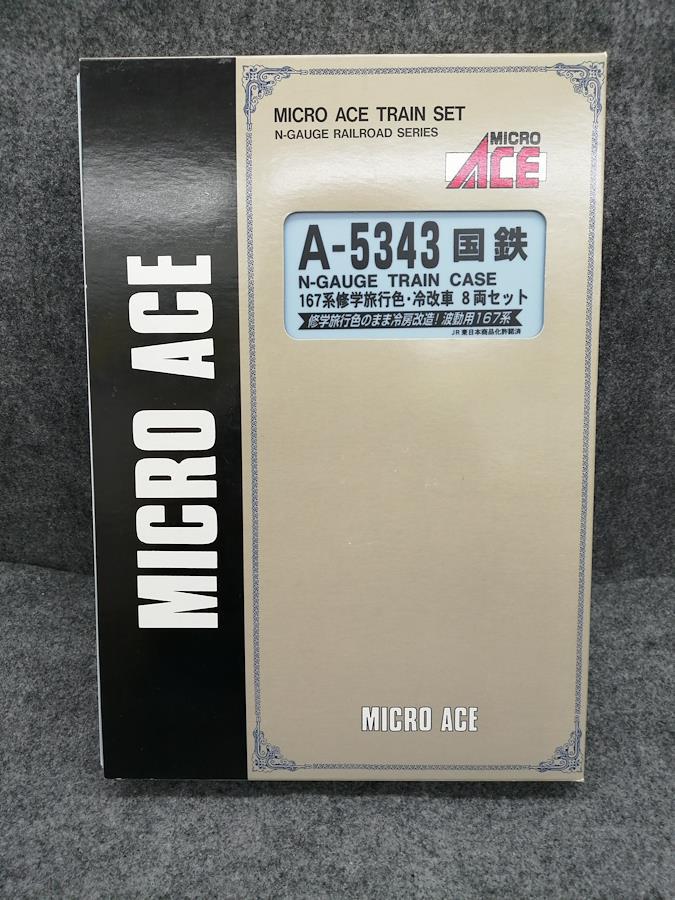 MICRO ACE
MICRO ACE TRAIN SET
N-GAUGE RAILROAD SERIES
MICRO
ACE
A-5343 国鉄
N-GAUGE TRAIN CASE
167系修学旅行色・冷改車 8両セット
修学旅行色のまま冷房改造!波動用167系
JR東日本商品化許諾済
MICRO ACE